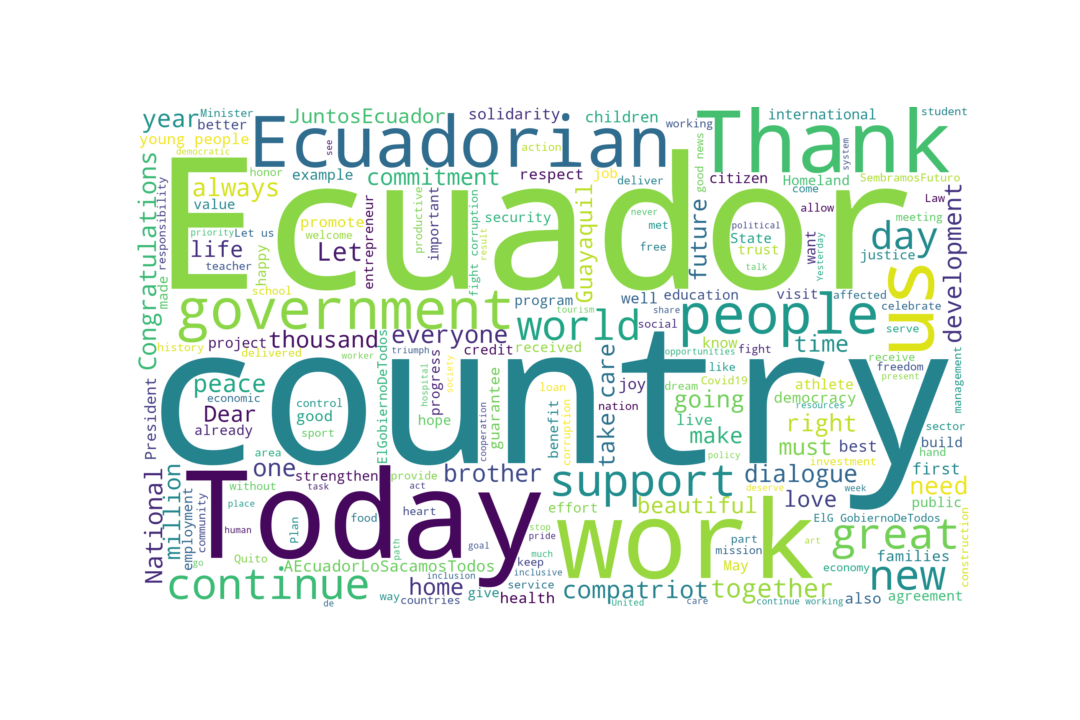 year
Minister
better
JuntosEcuador
solidarity
children
working
Thank
international
student
young people
democratic
see
Ecuadorian
action
good news
system
honor
example
commitment
respect
job
deliver
citizen
Homeland
come
SembramosFuturo
Congratulations
responsibility
made
always
value
Ecuador
promote
welcome
entrepreneur
productive
important
fight corruption
result
security
Guayaquil
never
met
free
future
political
State
trust
talk
want
allow
Yesterday
meeting
Law
day
justice
us
development
priority
Let us
life
teacher
happy
Let
school
government
program
tourism
well
education
share
social
visit
affected
celebrate
serve
people
history
project
delivered
thousand
worker
ElGobiernoDeTodos
everyone
triumph
credit
received
world
know
opportunities
fight
time
receive
freedom
present
management
peace
economic
Dear
already
President
country
control
good
sport
hospital
progress
hope
society
cooperation
guarantee
loan
benefit
corruption
take care
joy
nation
like
dream
Covid19
going
live
athlete
democracy
resources
right
make
policy
must
best
investment
sector
build
hand
National
million
area
one
strengthen
without
provide
brother
support
dialogue
deserve
week
first
need
public
employment
community
place
task
act
Today
food
heart
Plan
human
go
path
goal
stop
pride
effort
beautiful
love
work
art
part
mission
May
ElG GobiernoDeTodos
great
families
economy
construction
Quito
AEcuadorLoSacamosTodos
keep
much
inclusion
inclusive
continue
de
way
home
countries
give
service
health
compatriot
United
care
together
continue working
also
new
agreement